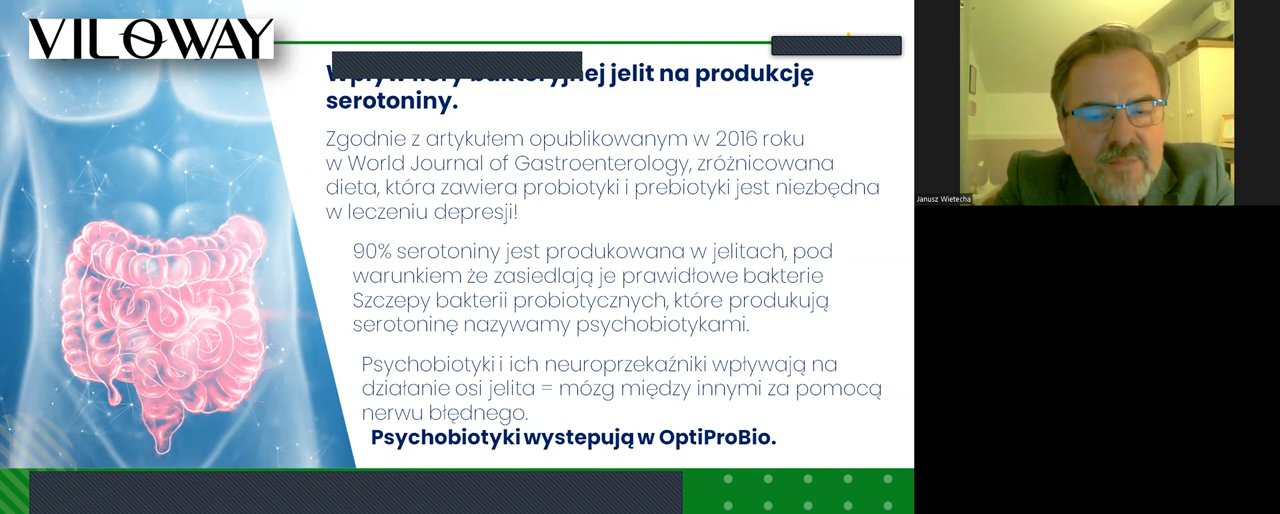 VILOWAY
jelit na produkcję
serotoniny.
Zgodnie z artykułem opublikowanym w 2016 roku
w World Journal of Gastroenterology, zróżnicowana
dieta, która zawiera probiotyki i prebiotyki jest niezbędna
w leczeniu depresji!
90% serotoniny jest produkowana w jelitach, pod
warunkiem że zasiedlają je prawidłowe bakterie
Szczepy bakterii probiotycznych, które produkują
serotoninę nazywamy psychobiotykami.
Psychobiotyki i ich neuroprzekaźniki wpływają na
działanie osi jelita = mózg między innymi za pomocą
nerwu błędnego.
Psychobiotyki wystepują w OptiProBio.
Janusz Wietecha